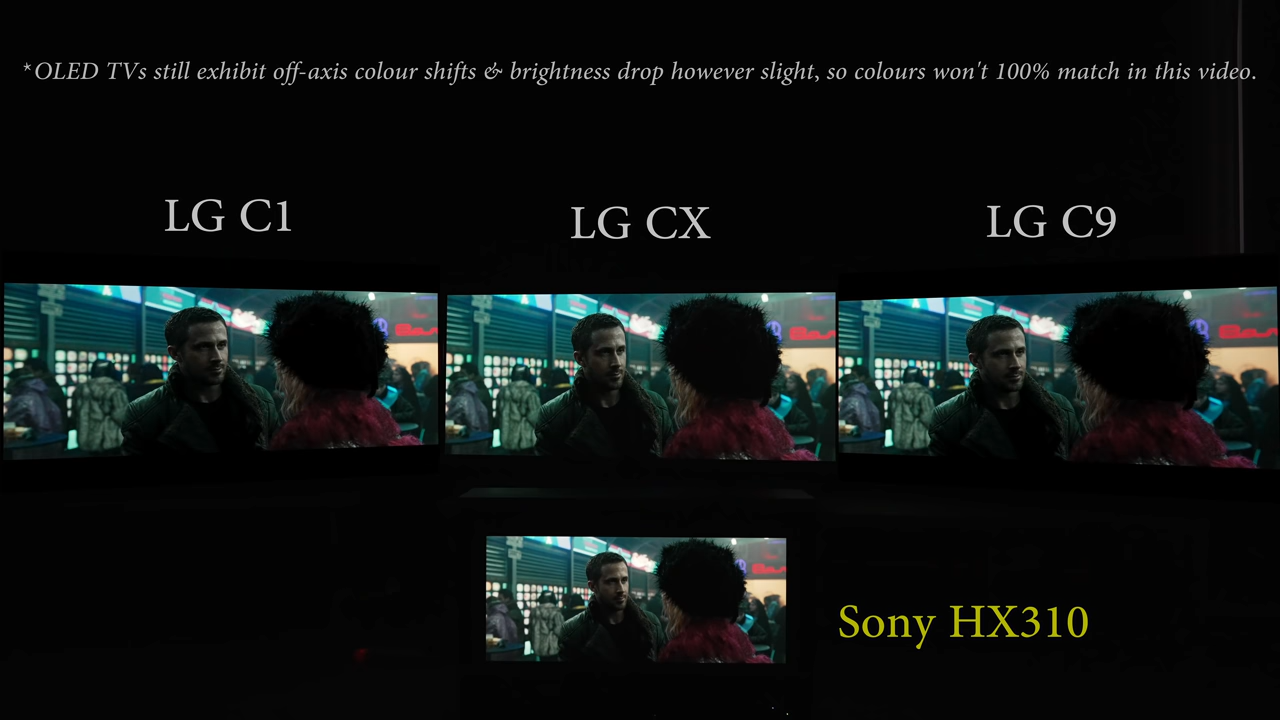 *OLED TVs still exhibit off-axis colour shifts & brightness drop however slight, so colours won't 100% match in this video.
LG C1
LG CX
LG C9
Sony HX310